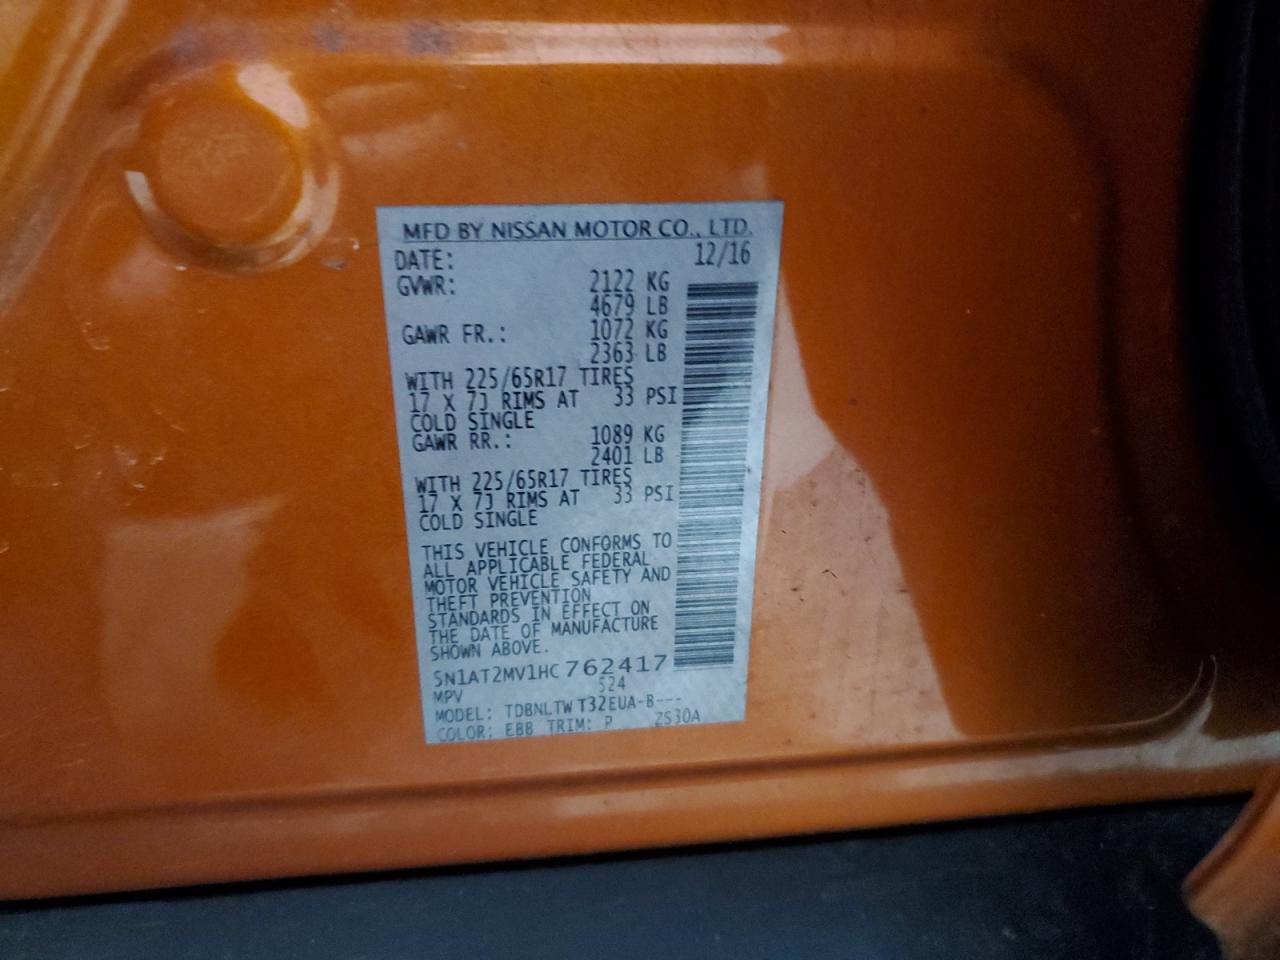 MFD BY NISSAN MOTOR CO., LTD.
DATE: 12/16
GVWR: 2122 KG
4679 LB
GAWR FR.: 1072 KG
2363 LB
WITH 225/65R17 TIRES
17 X 7J RIMS AT 33 PSI
COLD SINGLE
GAWR RR.: 1089 KG
2401 LB
WITH 225/65R17 TIRES
17 X 7J RIMS AT 33 PSI
COLD SINGLE
THIS VEHICLE CONFORMS TO
ALL APPLICABLE FEDERAL
MOTOR VEHICLE SAFETY AND
THEFT PREVENTION
STANDARDS IN EFFECT ON
THE DATE OF MANUFACTURE
SHOWN ABOVE.
5N1AT2MV1HC762417
MPV 524
MODEL: TDBNLTW T32EUA-B---
COLOR: EBB TRIM: P ZS30A